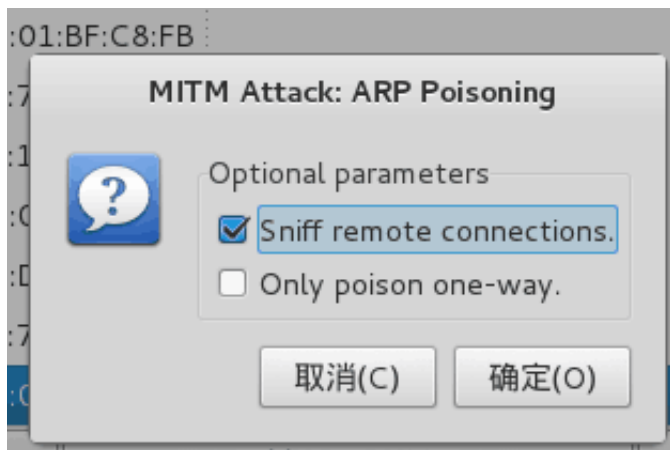 :01:BF:C8:FB
MITM Attack: ARP Poisoning
Optional parameters
Sniff remote connections.
Only poison one-way.
取消(C) 确定(O)